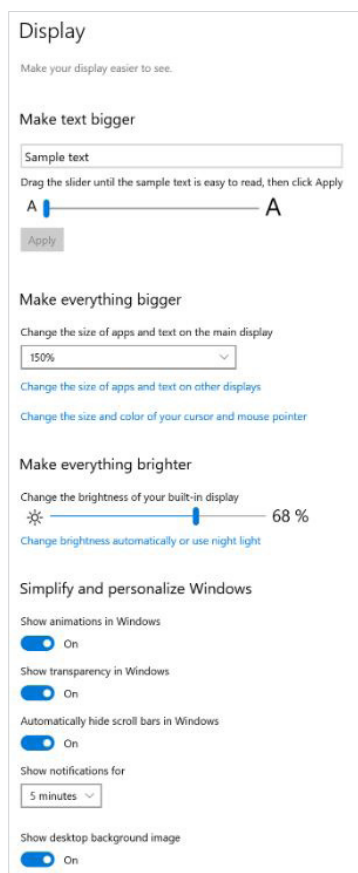 Display
Make your display easier to see.
Make text bigger
Sample text
Drag the slider until the sample text is easy to read, then click Apply
A A
Apply
Make everything bigger
Change the size of apps and text on the main display
150%
Change the size of apps and text on other displays
Change the size and color of your cursor and mouse pointer
Make everything brighter
Change the brightness of your built-in display
68 %
Change brightness automatically or use night light
Simplify and personalize Windows
Show animations in Windows
On
Show transparency in Windows
On
Automatically hide scroll bars in Windows
On
Show notifications for
5 minutes
Show desktop background image
On